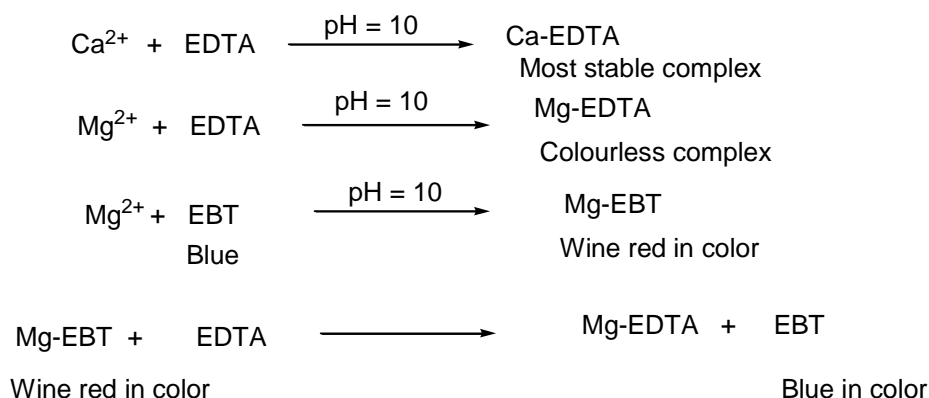 Ca²⁺ + EDTA pH = 10 Ca-EDTA
Most stable complex
Mg²⁺ + EDTA pH = 10 Mg-EDTA
Colourless complex
Mg²⁺ + EBT pH = 10 Mg-EBT
Blue Wine red in color
Mg-EBT + EDTA Mg-EDTA + EBT
Wine red in color Blue in color